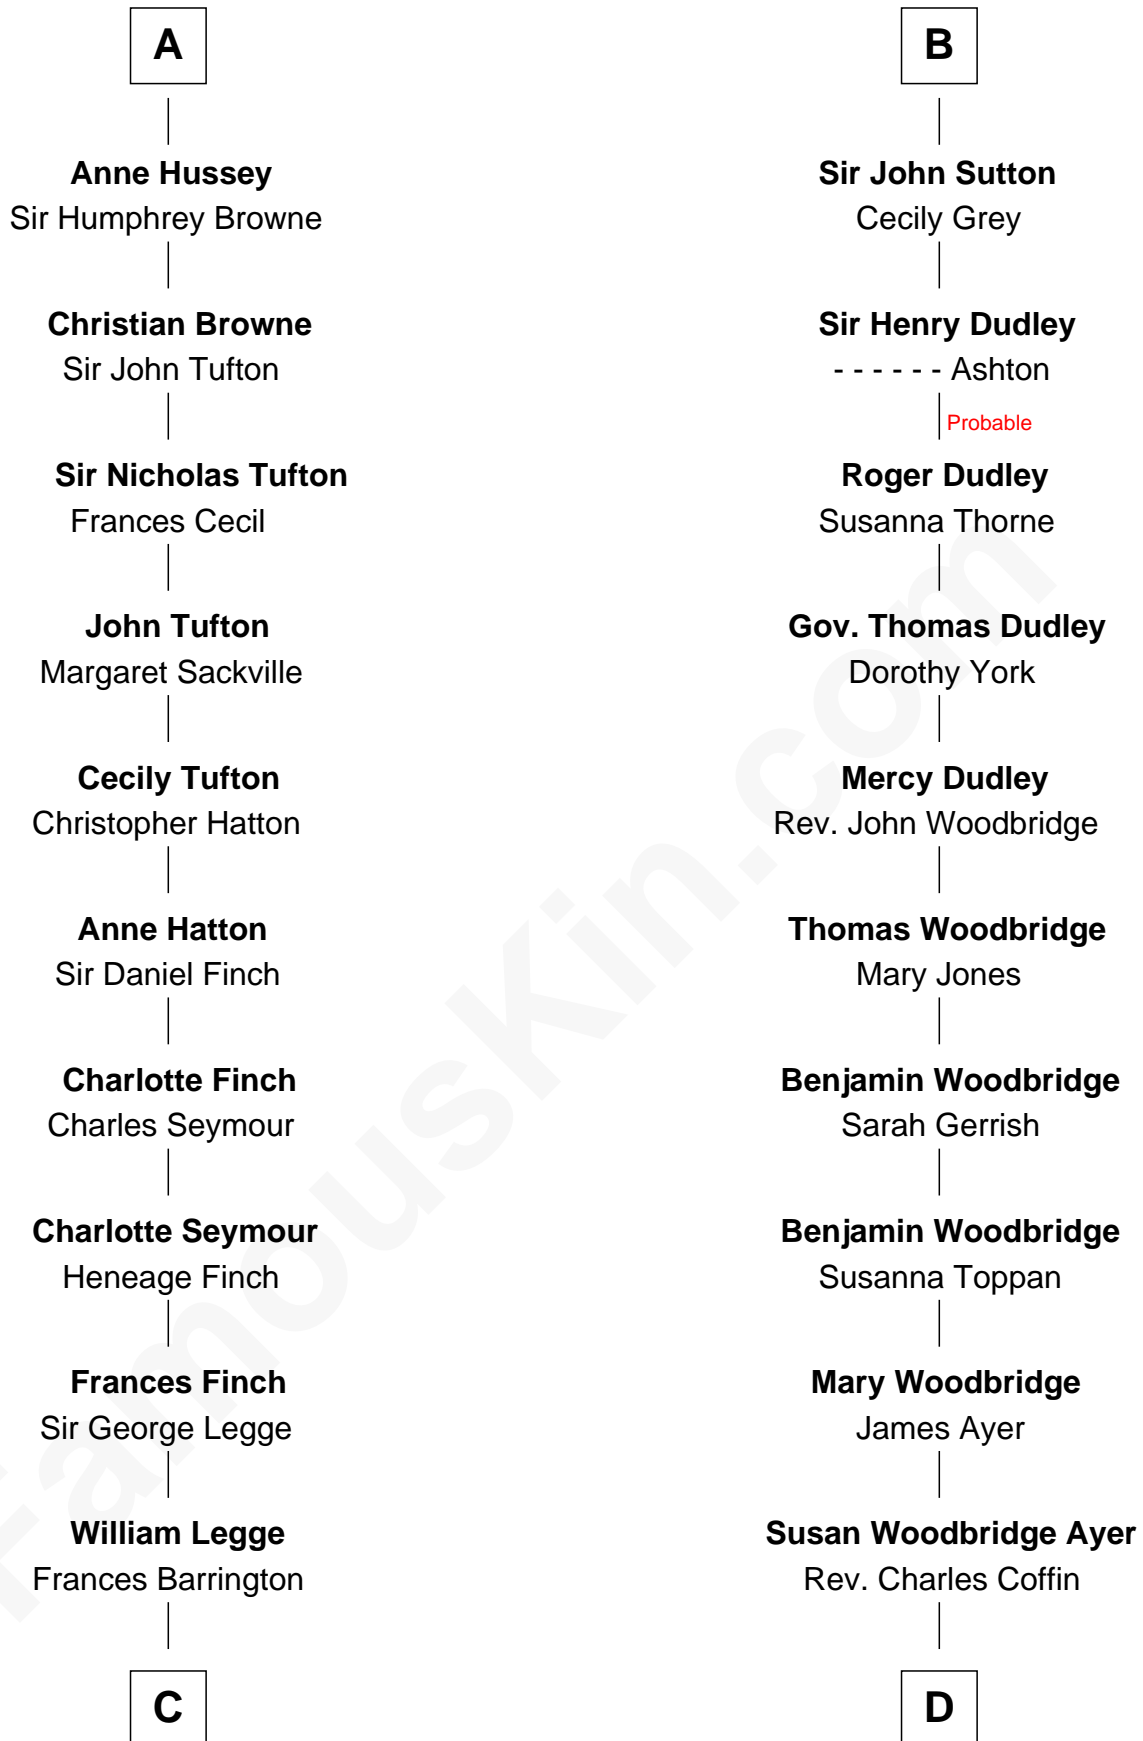 A
Anne Hussey
Sir Humphrey Browne
Christian Browne
Sir John Tufton
Sir Nicholas Tufton
Frances Cecil
John Tufton
Margaret Sackville
Cecily Tufton
Christopher Hatton
Anne Hatton
Sir Daniel Finch
Charlotte Finch
Charles Seymour
Charlotte Seymour
Heneage Finch
Frances Finch
Sir George Legge
William Legge
Frances Barrington
C
B
Sir John Sutton
Cecily Grey
Sir Henry Dudley
- - - - - - Ashton
Probable
Roger Dudley
Susanna Thorne
Gov. Thomas Dudley
Dorothy York
Mercy Dudley
Rev. John Woodbridge
Thomas Woodbridge
Mary Jones
Benjamin Woodbridge
Sarah Gerrish
Benjamin Woodbridge
Susanna Toppan
Mary Woodbridge
James Ayer
Susan Woodbridge Ayer
Rev. Charles Coffin
D
FamousKin.com